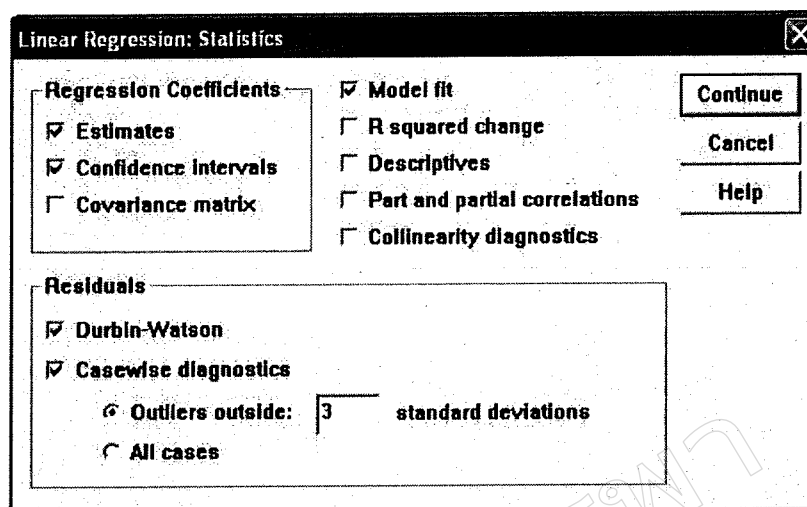 Linear Regression: Statistics
Regression Coefficients
Estimates
Confidence intervals
Covariance matrix
Model fit
R squared change
Descriptives
Part and partial correlations
Collinearity diagnostics
Continue
Cancel
Help
Residuals
Durbin-Watson
Casewise diagnostics
Outliers outside: 3 standard deviations
All cases